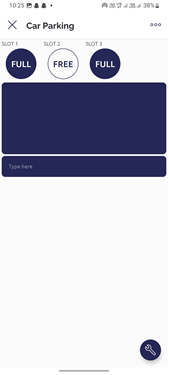 10:25 38%
Car Parking
SLOT 1 SLOT 2 SLOT 3
FULL FREE FULL
Type here